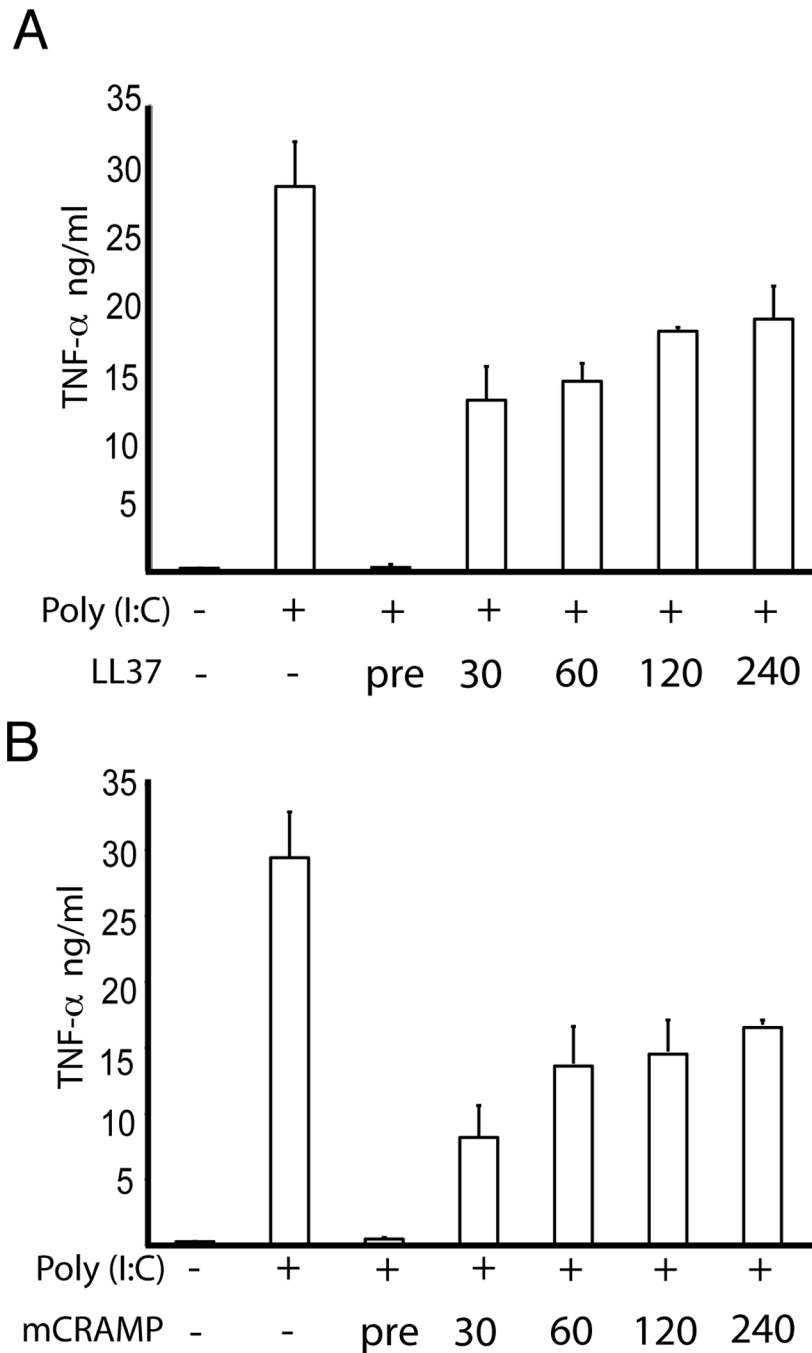 A
35
30
25
20
15
10
5
TNF-α ng/ml
Poly (I:C) - + + + + + +
LL37 - - pre 30 60 120 240
B
35
30
25
20
15
10
5
TNF-α ng/ml
Poly (I:C) - + + + + + +
mCRAMP - - pre 30 60 120 240